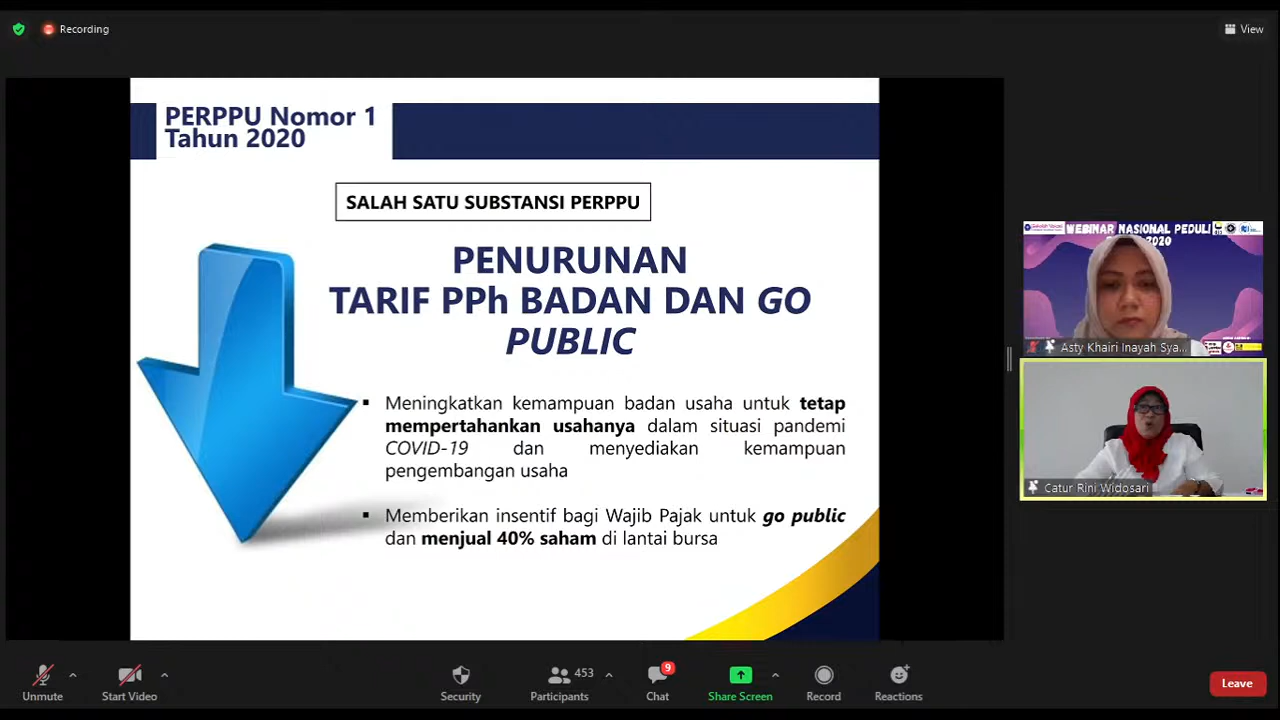 Recording
View
PERPPU Nomor 1
Tahun 2020
SALAH SATU SUBSTANSI PERPPU
PENURUNAN
TARIF PPh BADAN DAN GO
PUBLIC
▪ Meningkatkan kemampuan badan usaha untuk tetap
mempertahankan usahanya dalam situasi pandemi
COVID-19 dan menyediakan kemampuan
pengembangan usaha
▪ Memberikan insentif bagi Wajib Pajak untuk go public
dan menjual 40% saham di lantai bursa
WEBINAR NASIONAL PEDULI
2020
Asty Khairi Inayah Sya...
Catur Rini Widosari
Unmute
Start Video
Security
453
Participants
9
Chat
Share Screen
Record
Reactions
Leave